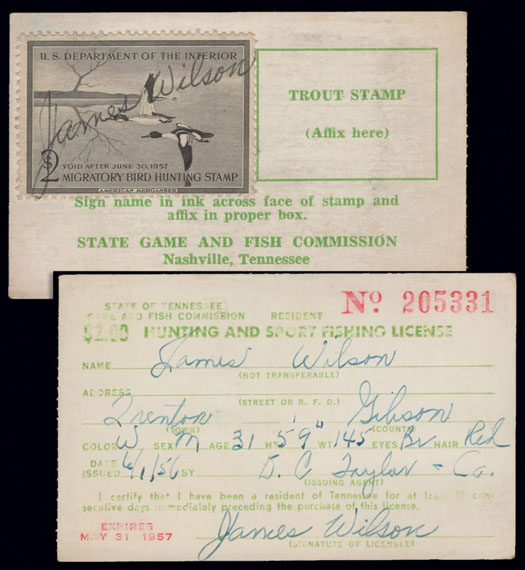 U.S. DEPARTMENT OF THE INTERIOR
James Wilson
$2
VOID AFTER JUNE 30, 1957
MIGRATORY BIRD HUNTING STAMP
AMERICAN MERGANSER
TROUT STAMP
(Affix here)
Sign name in ink across face of stamp and
affix in proper box.
STATE GAME AND FISH COMMISSION
Nashville, Tennessee
STATE OF TENNESSEE
GAME AND FISH COMMISSION RESIDENT No 205331
$2.00 HUNTING AND SPORT FISHING LICENSE
NAME James Wilson
(NOT TRANSFERABLE)
ADDRESS
(STREET OR R. F. D.)
Trenton Gibson
(TOWN) (COUNTY)
COLOR W SEX M AGE 31 HT 5'9" WT 145 EYES Br HAIR Red
DATE
ISSUED 6/1/56 BY D. C. Taylor - Co.
(ISSUING AGENT)
I certify that I have been a resident of Tennessee for at least con-
secutive days immediately preceding the purchase of this license.
EXPIRES
MAY 31 1957
James Wilson
(SIGNATURE OF LICENSEE)